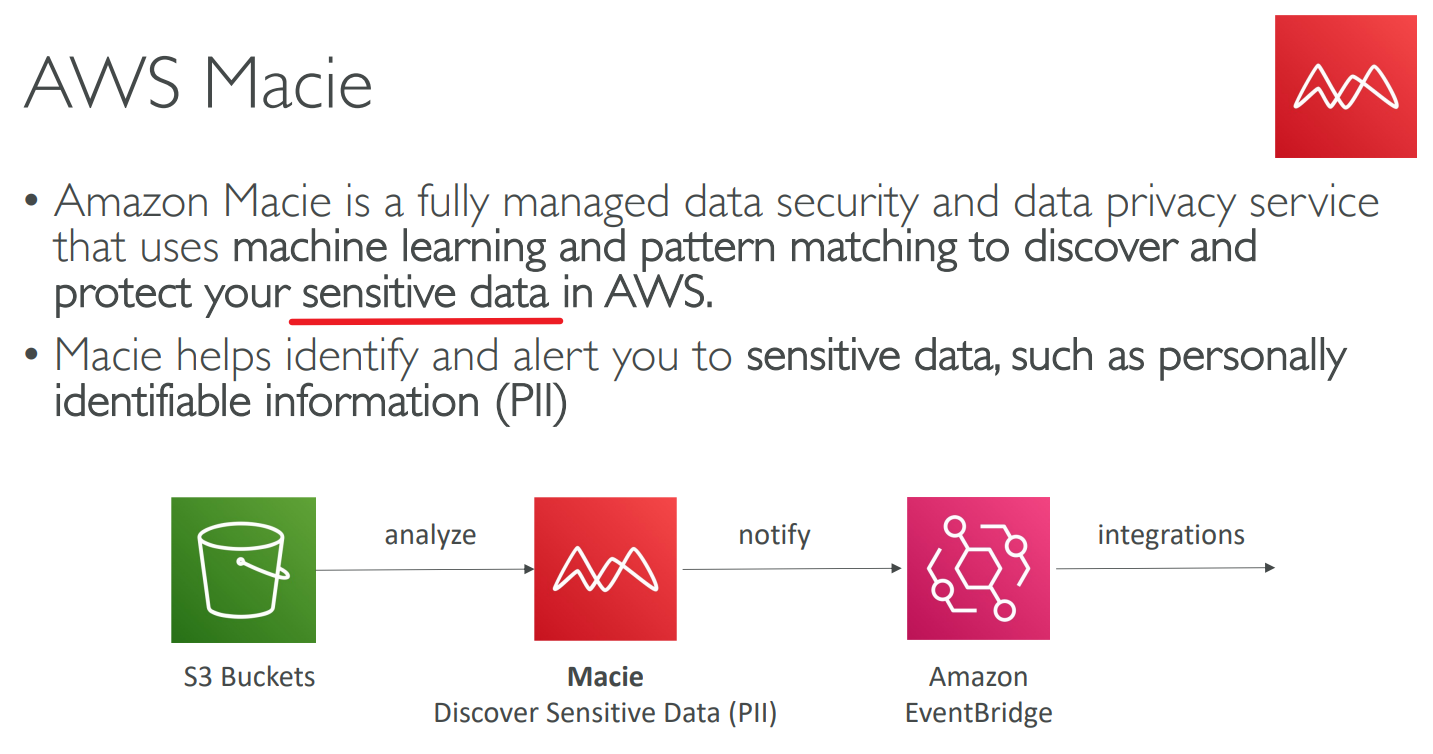 AWS Macie
• Amazon Macie is a fully managed data security and data privacy service
that uses machine learning and pattern matching to discover and
protect your sensitive data in AWS.
• Macie helps identify and alert you to sensitive data, such as personally
identifiable information (PII)
analyze
notify
integrations
S3 Buckets
Macie
Discover Sensitive Data (PII)
Amazon
EventBridge